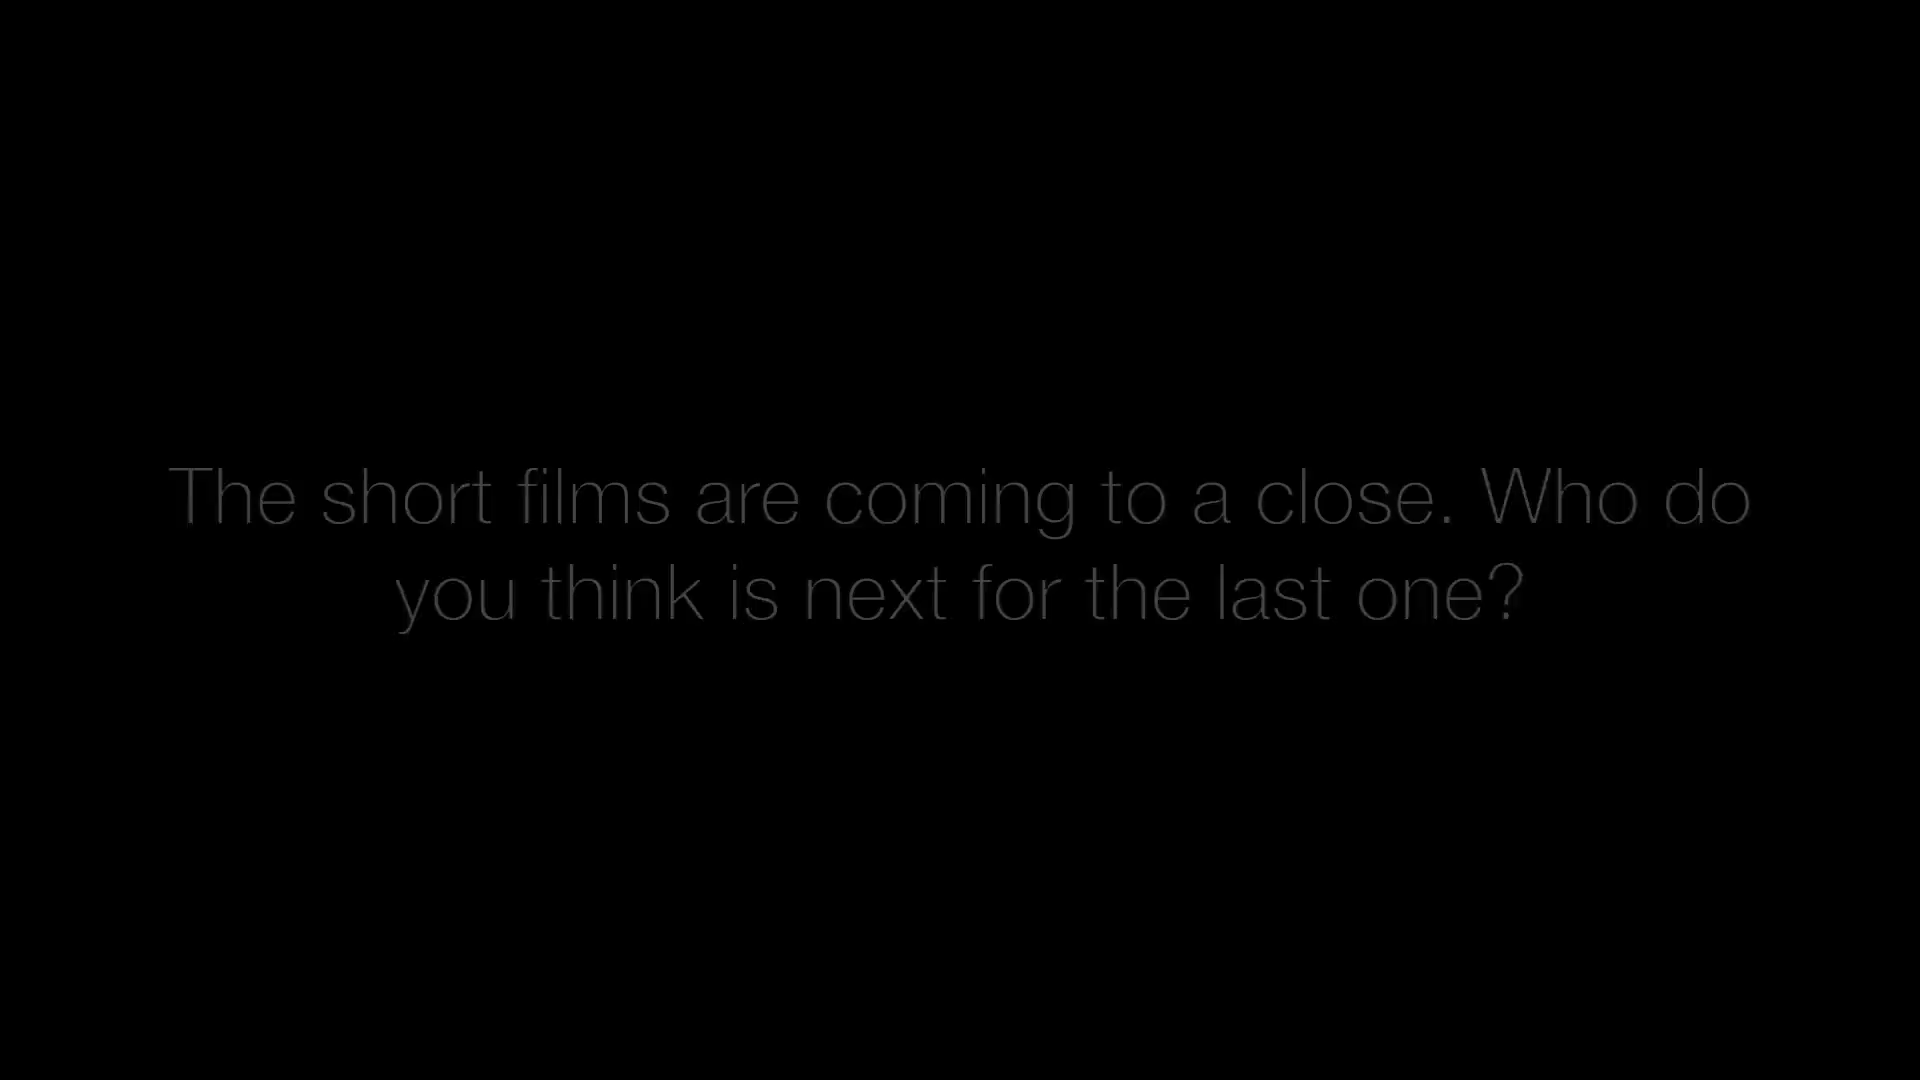 The short films are coming to a close. Who do
you think is next for the last one?